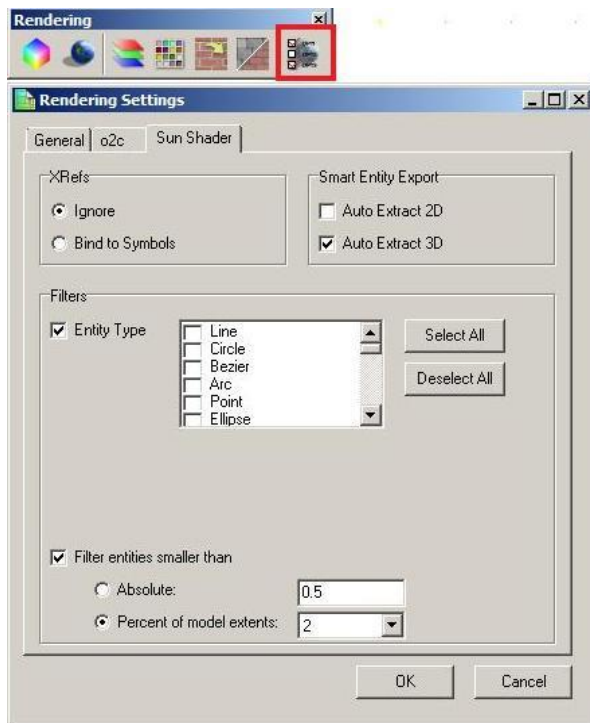 Rendering
Rendering Settings
General o2c Sun Shader
XRefs
Ignore
Bind to Symbols
Smart Entity Export
Auto Extract 2D
Auto Extract 3D
Filters
Entity Type
Line
Circle
Bezier
Arc
Point
Ellipse
Select All
Deselect All
Filter entities smaller than
Absolute: 0.5
Percent of model extents: 2
OK Cancel